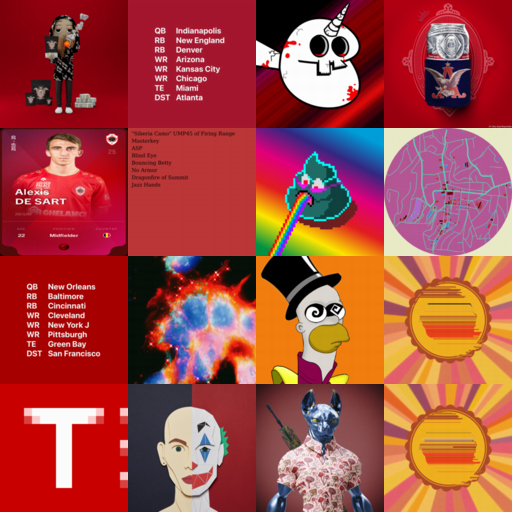 QB Indianapolis
RB New England
RB Denver
WR Arizona
WR Kansas City
WR Chicago
TE Miami
DST Atlanta
25
Alexis
DE SART
22 Midfielder
"Siberia Camo" UMP45 of Firing Range
Masterkey
ASP
Blind Eye
Bouncing Betty
No Armor
Dragonfire of Summit
Jazz Hands
QB New Orleans
RB Baltimore
RB Cincinnati
WR Cleveland
WR New York J
WR Pittsburgh
TE Green Bay
DST San Francisco
T